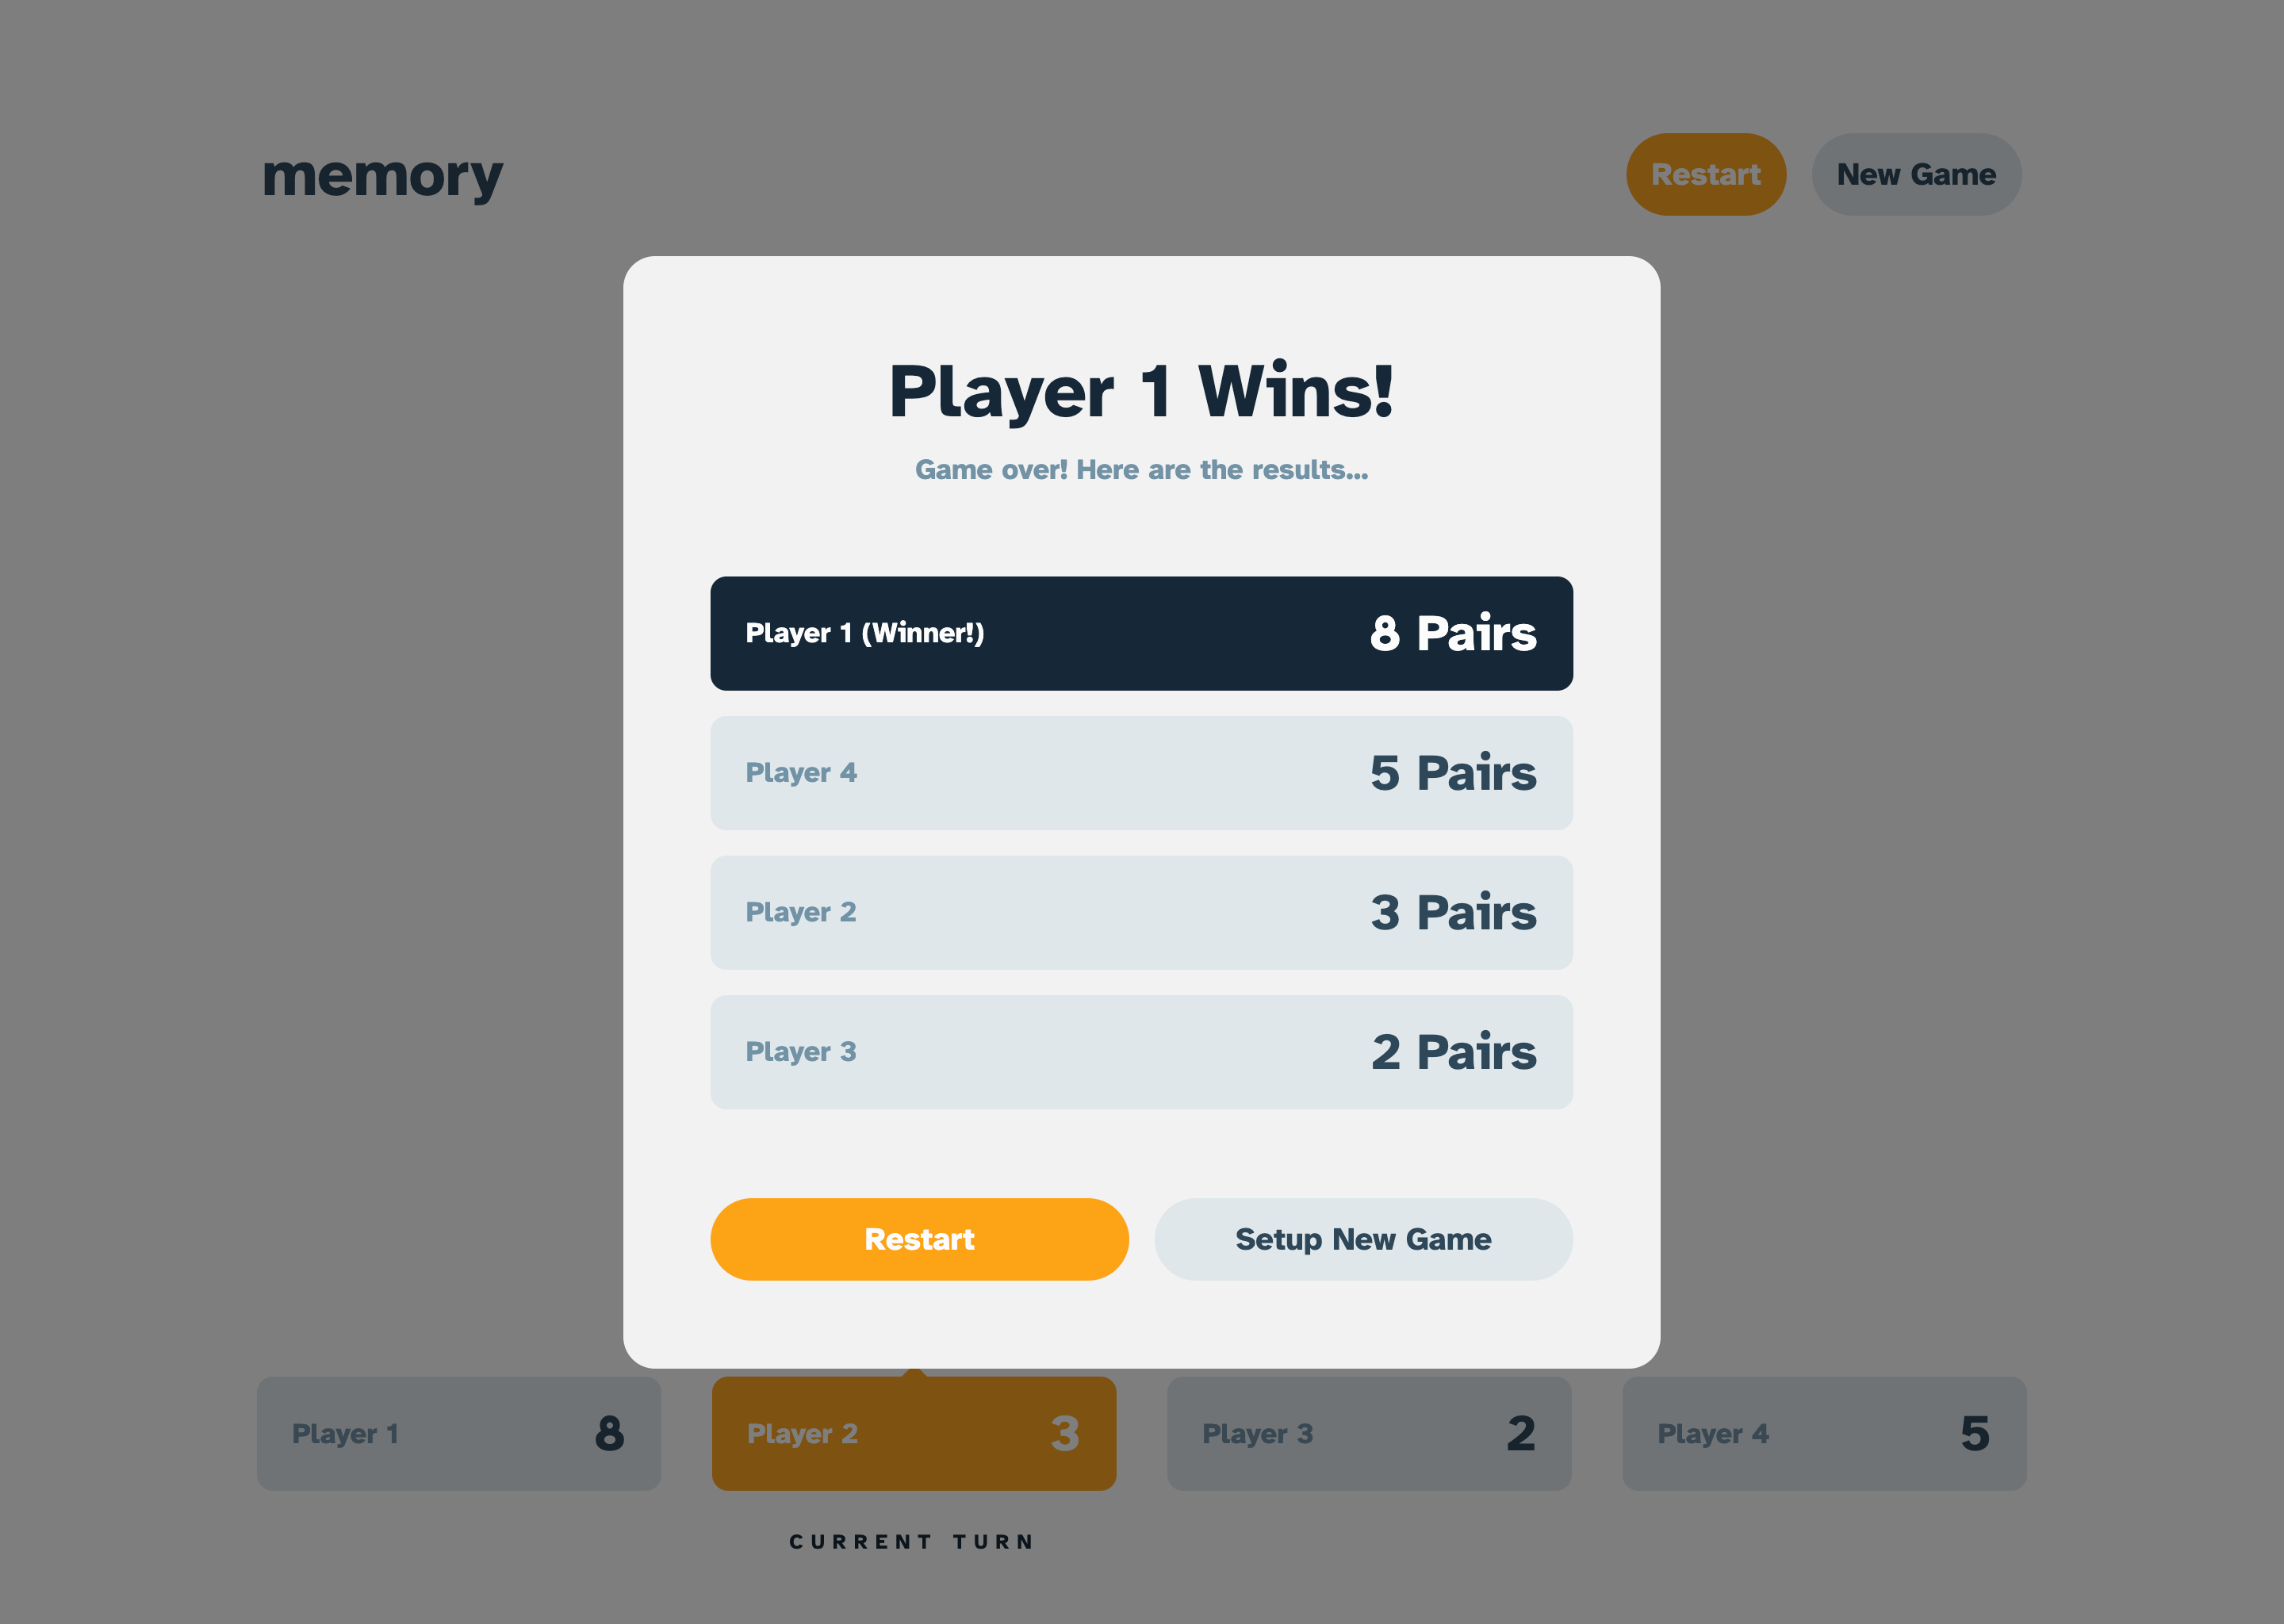 memory
Restart
New Game
Player 1 Wins!
Game over! Here are the results...
Player 1 (Winner!)
8 Pairs
Player 4
5 Pairs
Player 2
3 Pairs
Player 3
2 Pairs
Restart
Setup New Game
Player 1
8
Player 2
3
Player 3
2
Player 4
5
CURRENT TURN